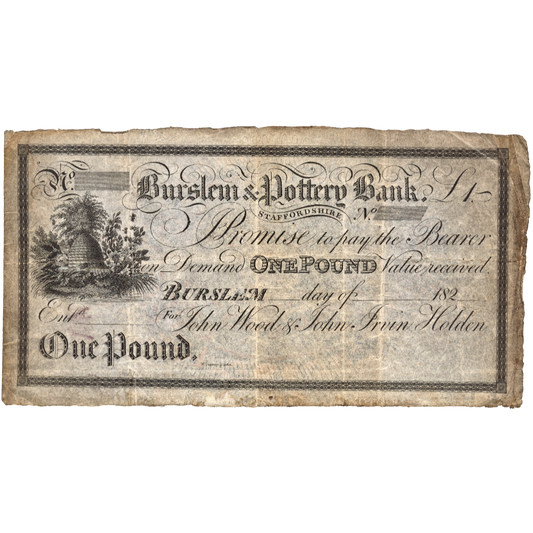 No Burslem & Pottery Bank. £1,-
STAFFORDSHIRE No
I Promise to pay the Bearer
on Demand ONE POUND Value received
BURSLEM day of 182
Entd For John Wood & John Irvin Holden
One Pound.